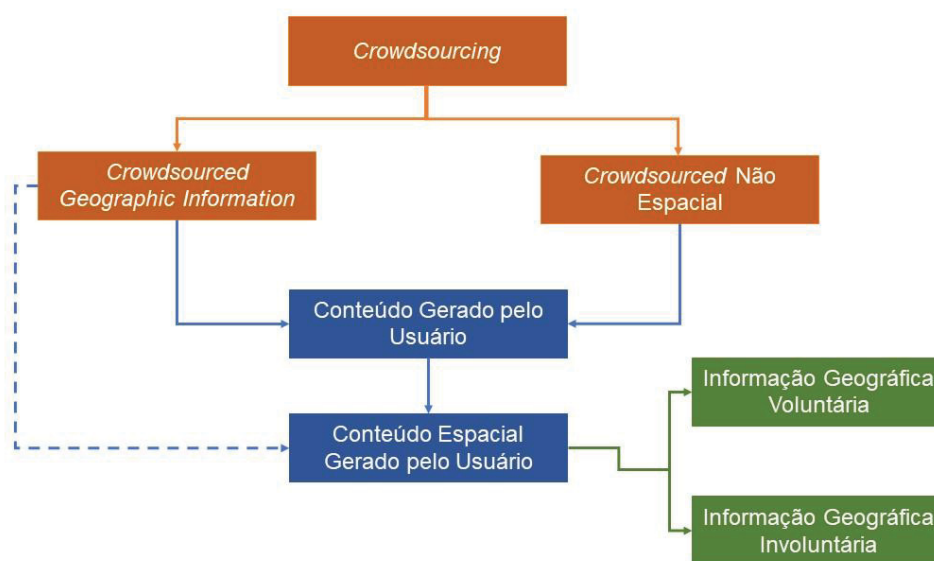 Crowdsourcing
Crowdsourced
Geographic Information
Crowdsourced Não
Espacial
Conteúdo Gerado pelo
Usuário
Conteúdo Espacial
Gerado pelo Usuário
Informação Geográfica
Voluntária
Informação Geográfica
Involuntária